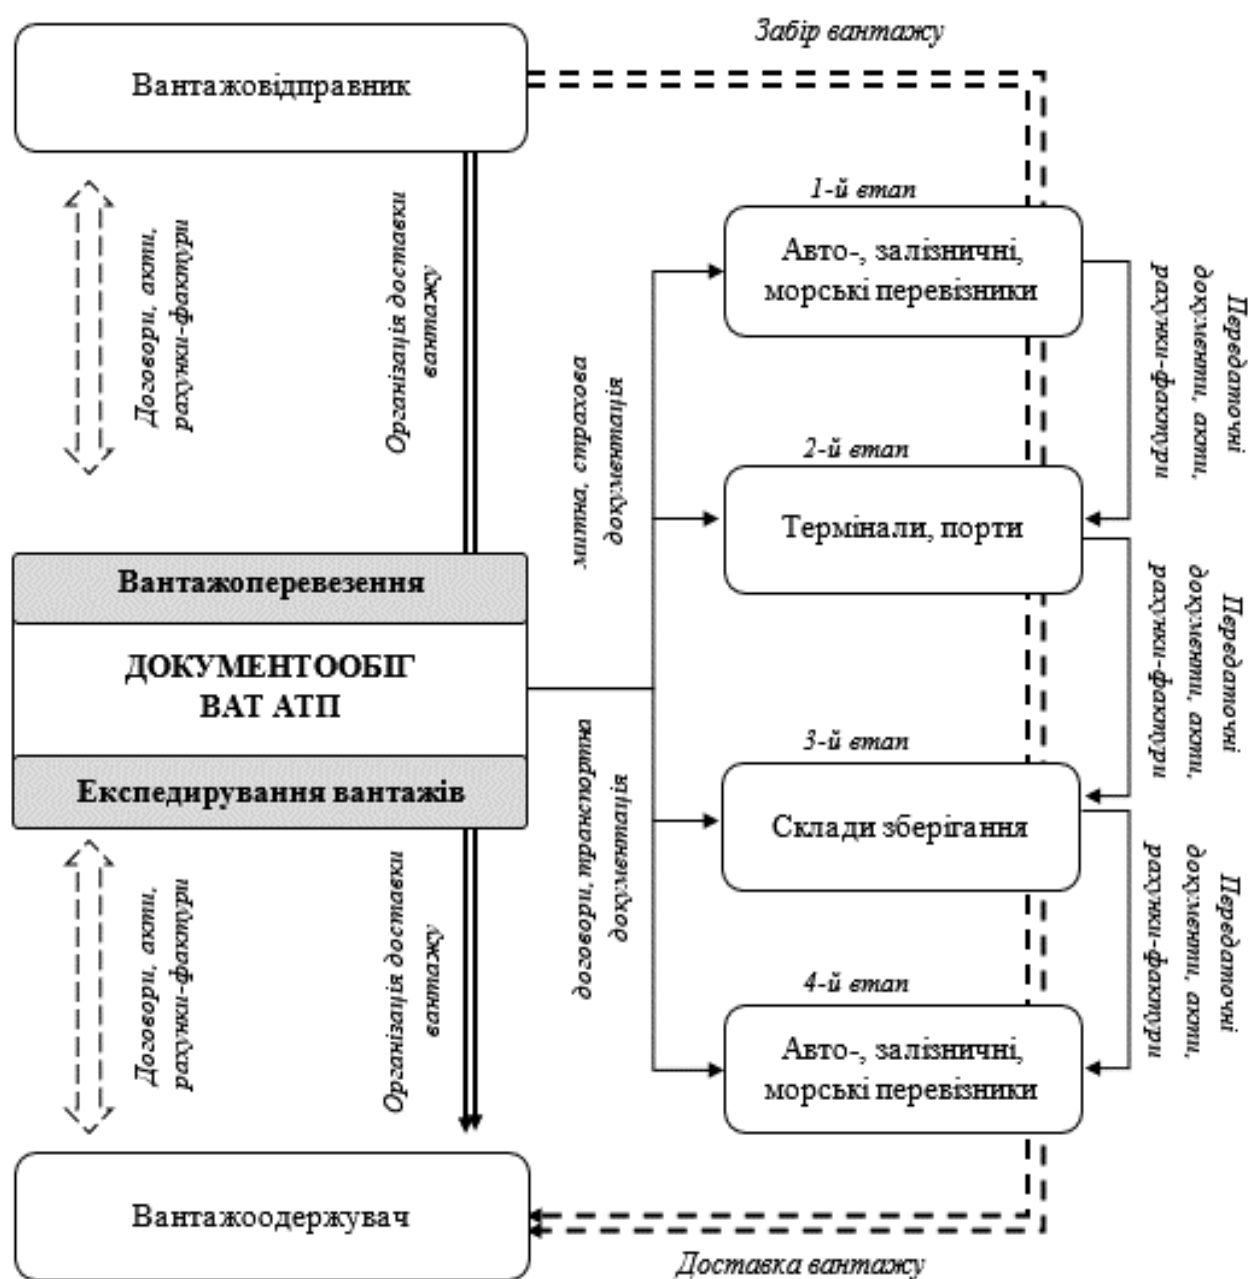 Забір вантажу
Вантажовідправник
1-й етап
Авто-, залізничні,
морські перевізники
Договори, акти,
рахунки-фактури
Організація доставки
вантажу
митна, страхова
документація
Передаточні
документи, акти,
рахунки-фактури
2-й етап
Термінали, порти
Вантажоперевезення
ДОКУМЕНТООБІГ
ВАТ АТП
Експедирування вантажів
Передаточні
документи, акти,
рахунки-фактури
3-й етап
Склади зберігання
договори, транспортна
документація
Договори, акти,
рахунки-фактури
Організація доставки
вантажу
Передаточні
документи, акти,
рахунки-фактури
4-й етап
Авто-, залізничні,
морські перевізники
Вантажоодержувач
Доставка вантажу